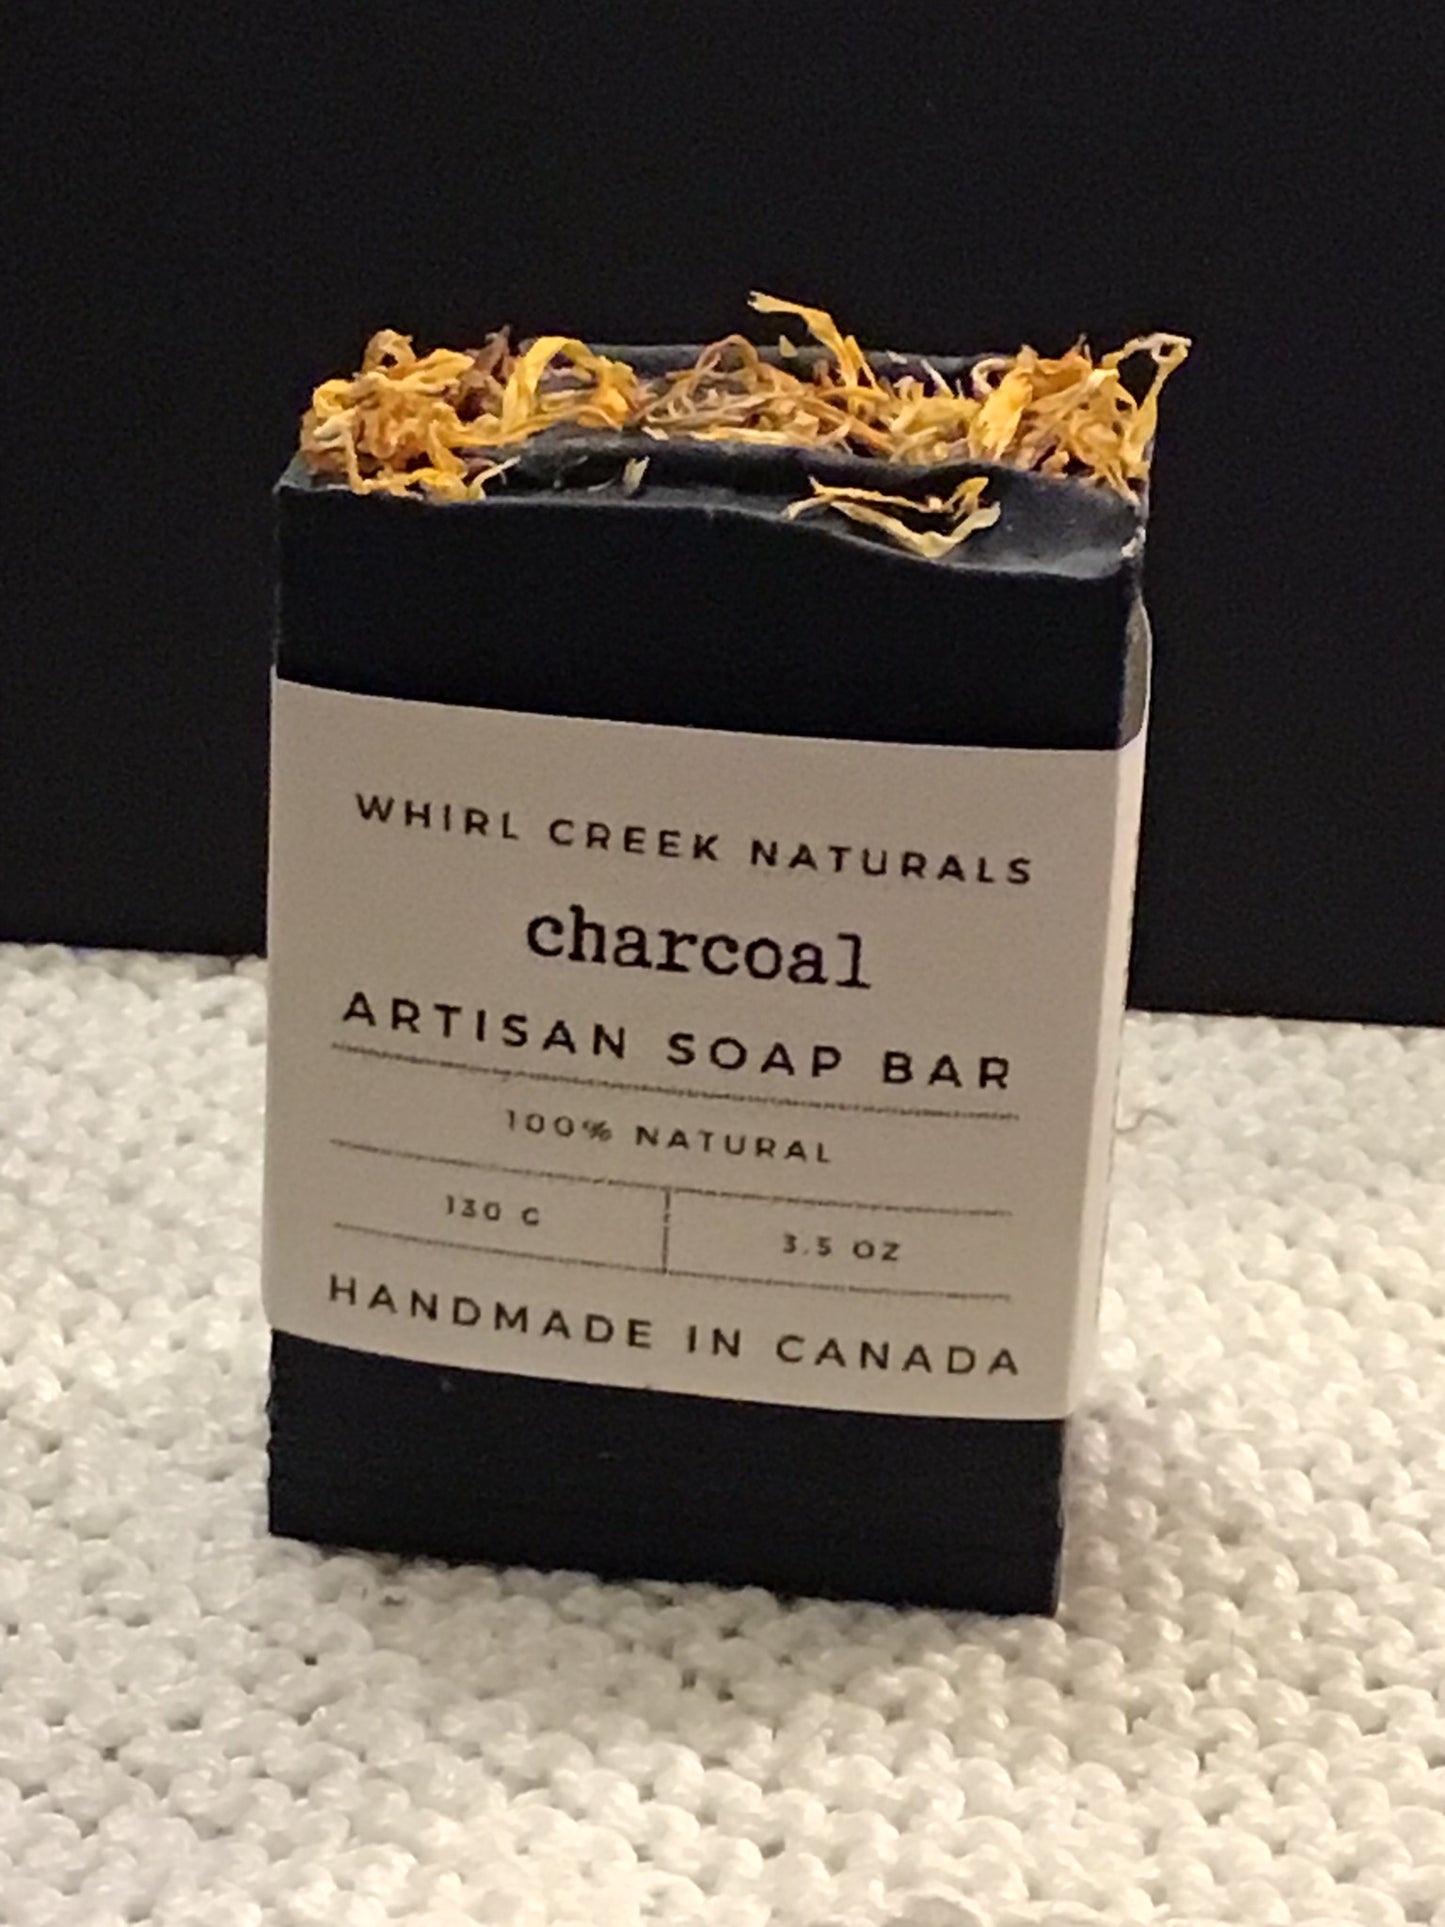 WHIRL CREEK NATURALS
charcoal
ARTISAN SOAP BAR
100% NATURAL
130 G 3.5 OZ
HANDMADE IN CANADA